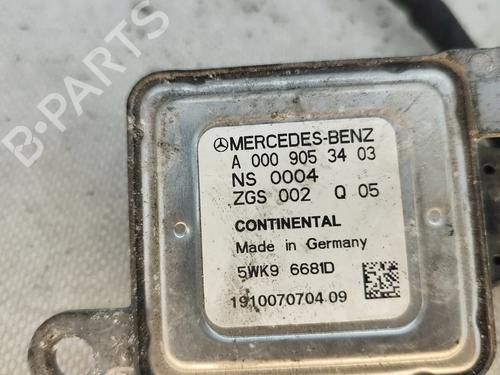 B-PARTS
MERCEDES-BENZ
A 000 905 34 03
NS 0004
ZGS 002 Q 05
CONTINENTAL
Made in Germany
5WK9 6681D
1910070704 09